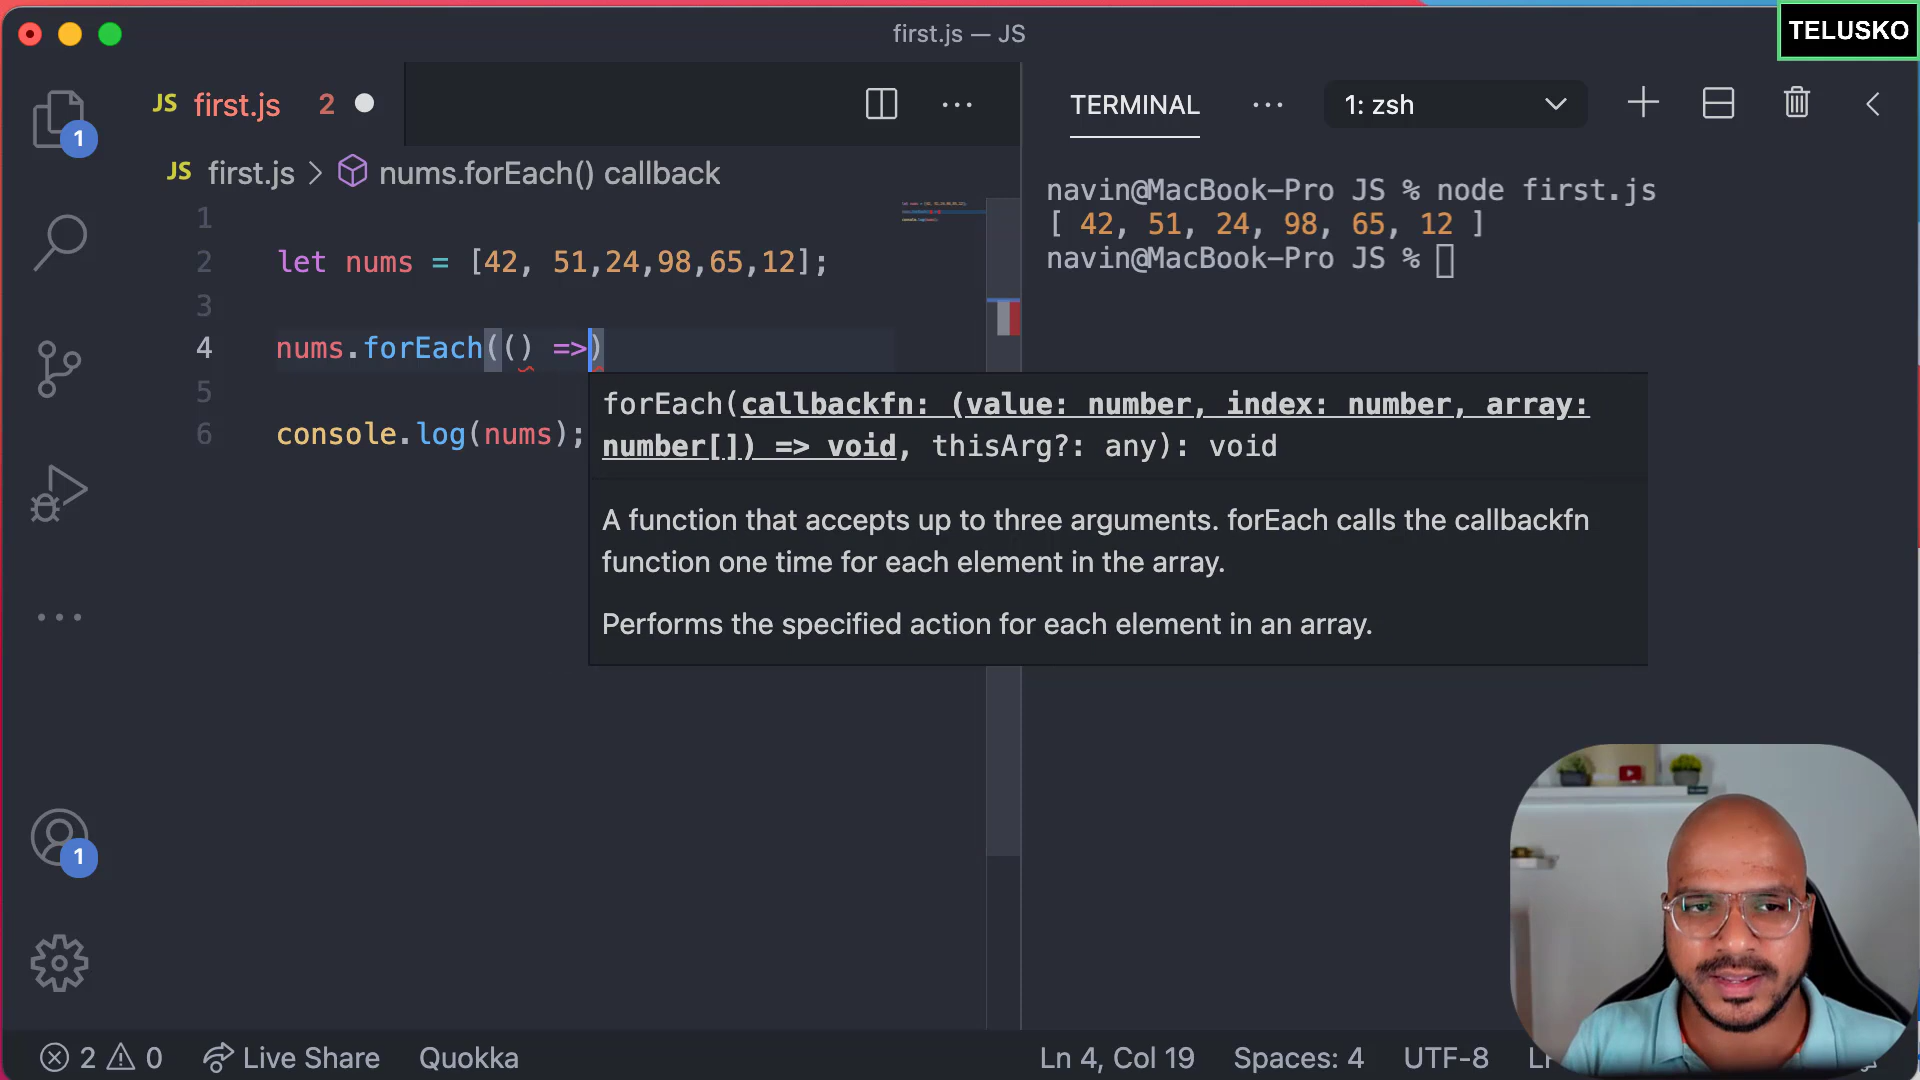 first.js — JS
TELUSKO
JS first.js 2
TERMINAL
1: zsh
1
JS first.js > nums.forEach() callback
navin@MacBook-Pro JS % node first.js
[ 42, 51, 24, 98, 65, 12 ]
navin@MacBook-Pro JS %
1
2 let nums = [42, 51,24,98,65,12];
3
4 nums.forEach(() =>)
5
6 console.log(nums);
forEach(callbackfn: (value: number, index: number, array:
number[]) => void, thisArg?: any): void
A function that accepts up to three arguments. forEach calls the callbackfn
function one time for each element in the array.
Performs the specified action for each element in an array.
1
2 0 Live Share Quokka Ln 4, Col 19 Spaces: 4 UTF-8